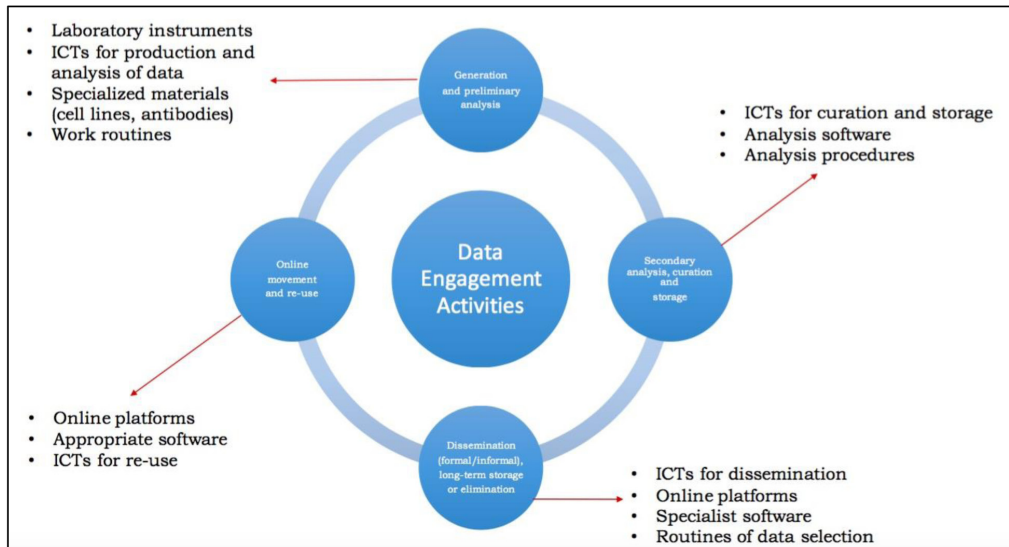 • Laboratory instruments
• ICTs for production and
analysis of data
• Specialized materials
(cell lines, antibodies)
• Work routines
Generation
and preliminary
analysis
• ICTs for curation and storage
• Analysis software
• Analysis procedures
Online
movement
and re-use
Data
Engagement
Activities
Secondary
analysis, curation
and
storage
• Online platforms
• Appropriate software
• ICTs for re-use
Dissemination
(formal/informal),
long-term storage
or elimination
• ICTs for dissemination
• Online platforms
• Specialist software
• Routines of data selection